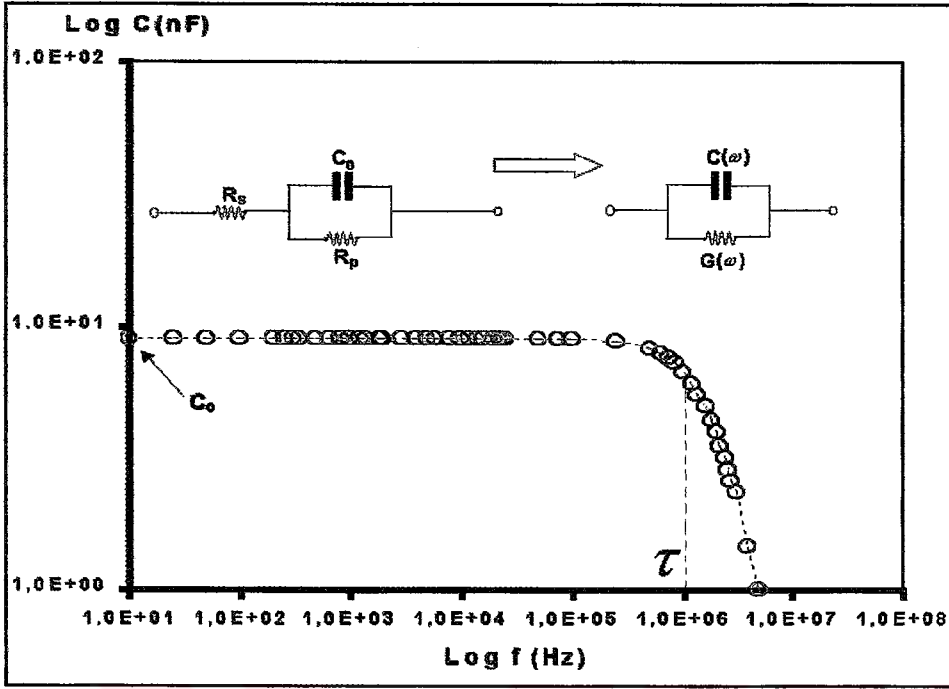 Log C(nF)
1,0E+02
C₀
C(ω)
Rₛ
Rₚ
G(ω)
1,0E+01
C₀
τ
1,0E+00
1,0E+01 1,0E+02 1,0E+03 1,0E+04 1,0E+05 1,0E+06 1,0E+07 1,0E+08
Log f (Hz)